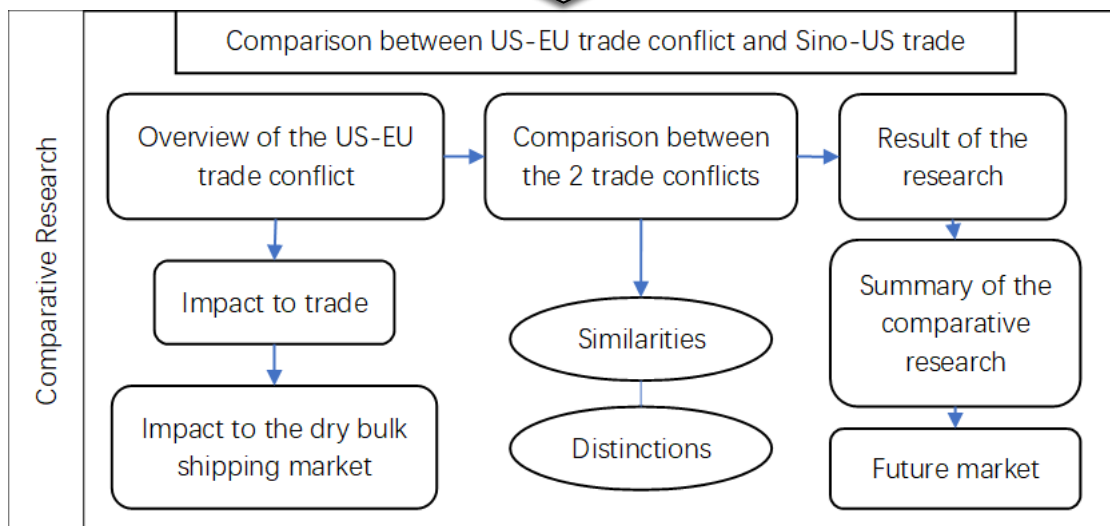 Comparison between US-EU trade conflict and Sino-US trade
Comparative Research
Overview of the US-EU
trade conflict
Comparison between
the 2 trade conflicts
Result of the
research
Impact to trade
Similarities
Summary of the
comparative
research
Impact to the dry bulk
shipping market
Distinctions
Future market